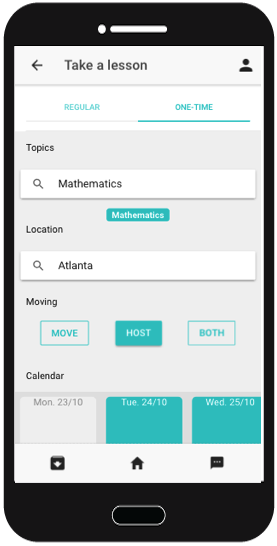 Take a lesson
REGULAR
ONE-TIME
Topics
Mathematics
Mathematics
Location
Atlanta
Moving
MOVE
HOST
BOTH
Calendar
Mon. 23/10
Tue. 24/10
Wed. 25/10